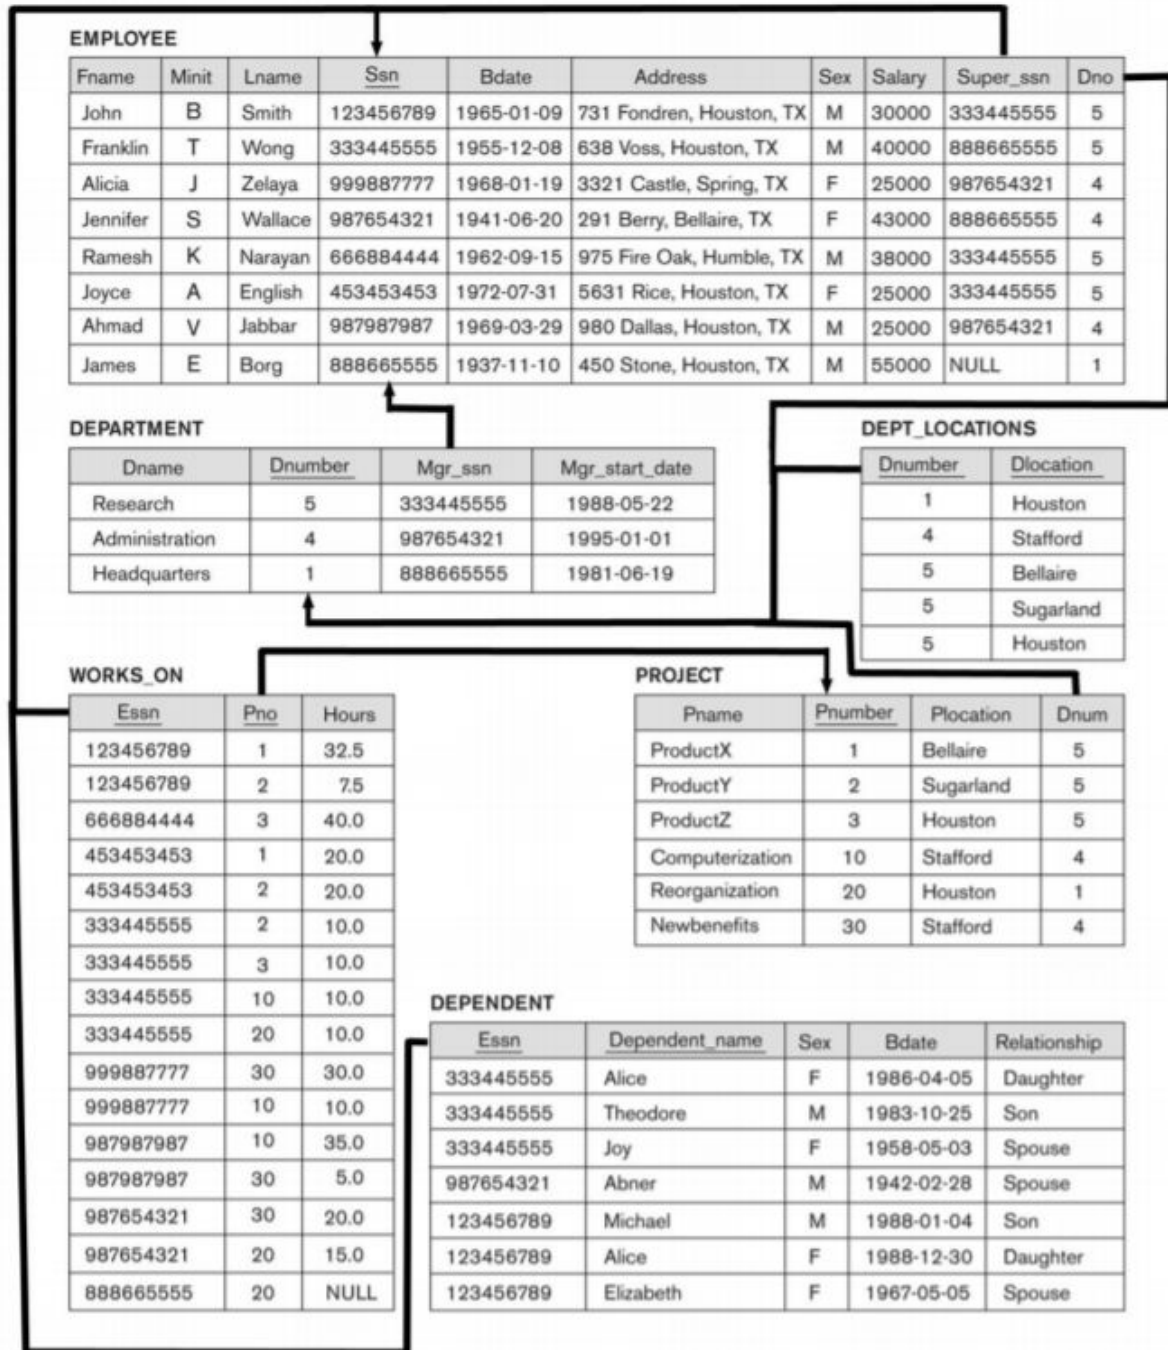 EMPLOYEE
Fname Minit Lname Ssn Bdate Address Sex Salary Super_ssn Dno
John B Smith 123456789 1965-01-09 731 Fondren, Houston, TX M 30000 333445555 5
Franklin T Wong 333445555 1955-12-08 638 Voss, Houston, TX M 40000 888665555 5
Alicia J Zelaya 999887777 1968-01-19 3321 Castle, Spring, TX F 25000 987654321 4
Jennifer S Wallace 987654321 1941-06-20 291 Berry, Bellaire, TX F 43000 888665555 4
Ramesh K Narayan 666884444 1962-09-15 975 Fire Oak, Humble, TX M 38000 333445555 5
Joyce A English 453453453 1972-07-31 5631 Rice, Houston, TX F 25000 333445555 5
Ahmad V Jabbar 987987987 1969-03-29 980 Dallas, Houston, TX M 25000 987654321 4
James E Borg 888665555 1937-11-10 450 Stone, Houston, TX M 55000 NULL 1
DEPARTMENT
Dname Dnumber Mgr_ssn Mgr_start_date
Research 5 333445555 1988-05-22
Administration 4 987654321 1995-01-01
Headquarters 1 888665555 1981-06-19
DEPT_LOCATIONS
Dnumber Dlocation
1 Houston
4 Stafford
5 Bellaire
5 Sugarland
5 Houston
WORKS_ON
Essn Pno Hours
123456789 1 32.5
123456789 2 7.5
666884444 3 40.0
453453453 1 20.0
453453453 2 20.0
333445555 2 10.0
333445555 3 10.0
333445555 10 10.0
333445555 20 10.0
999887777 30 30.0
999887777 10 10.0
987987987 10 35.0
987987987 30 5.0
987654321 30 20.0
987654321 20 15.0
888665555 20 NULL
PROJECT
Pname Pnumber Plocation Dnum
ProductX 1 Bellaire 5
ProductY 2 Sugarland 5
ProductZ 3 Houston 5
Computerization 10 Stafford 4
Reorganization 20 Houston 1
Newbenefits 30 Stafford 4
DEPENDENT
Essn Dependent_name Sex Bdate Relationship
333445555 Alice F 1986-04-05 Daughter
333445555 Theodore M 1983-10-25 Son
333445555 Joy F 1958-05-03 Spouse
987654321 Abner M 1942-02-28 Spouse
123456789 Michael M 1988-01-04 Son
123456789 Alice F 1988-12-30 Daughter
123456789 Elizabeth F 1967-05-05 Spouse